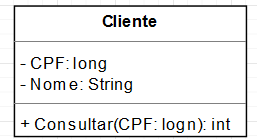 Cliente
- CPF: long
- Nome: String
+ Consultar(CPF: logn): int